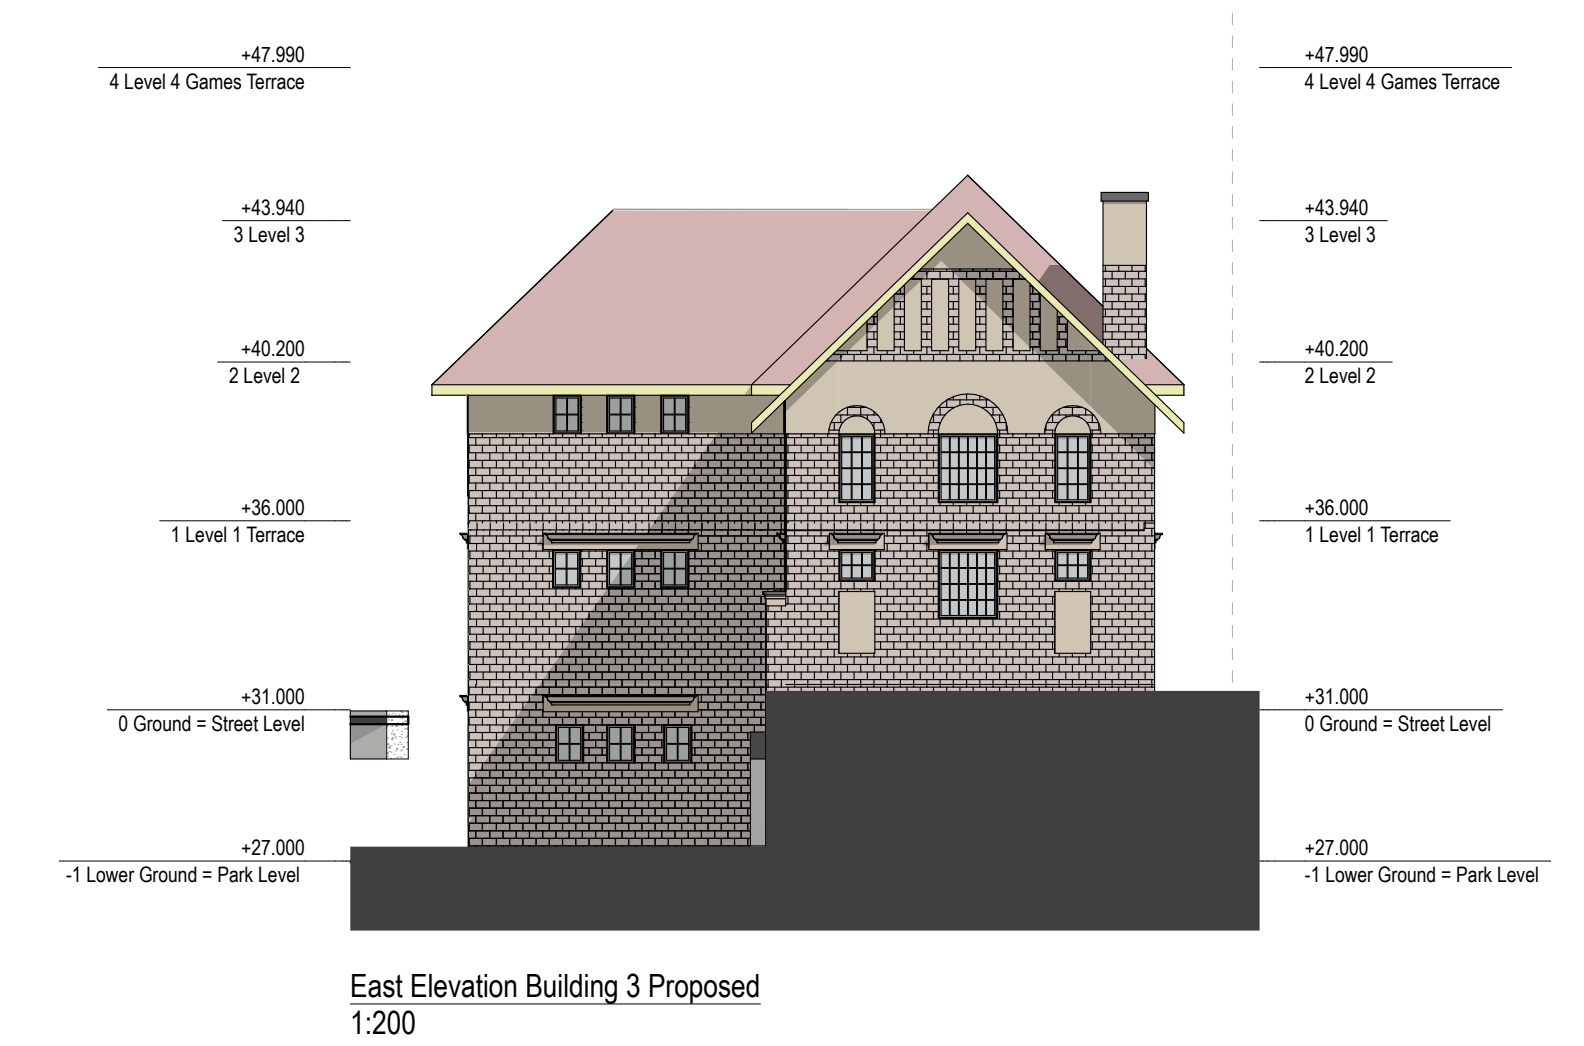 +47.990
4 Level 4 Games Terrace
+47.990
4 Level 4 Games Terrace
+43.940
3 Level 3
+43.940
3 Level 3
+40.200
2 Level 2
+40.200
2 Level 2
+36.000
1 Level 1 Terrace
+36.000
1 Level 1 Terrace
+31.000
0 Ground = Street Level
+31.000
0 Ground = Street Level
+27.000
-1 Lower Ground = Park Level
+27.000
-1 Lower Ground = Park Level
East Elevation Building 3 Proposed
1:200